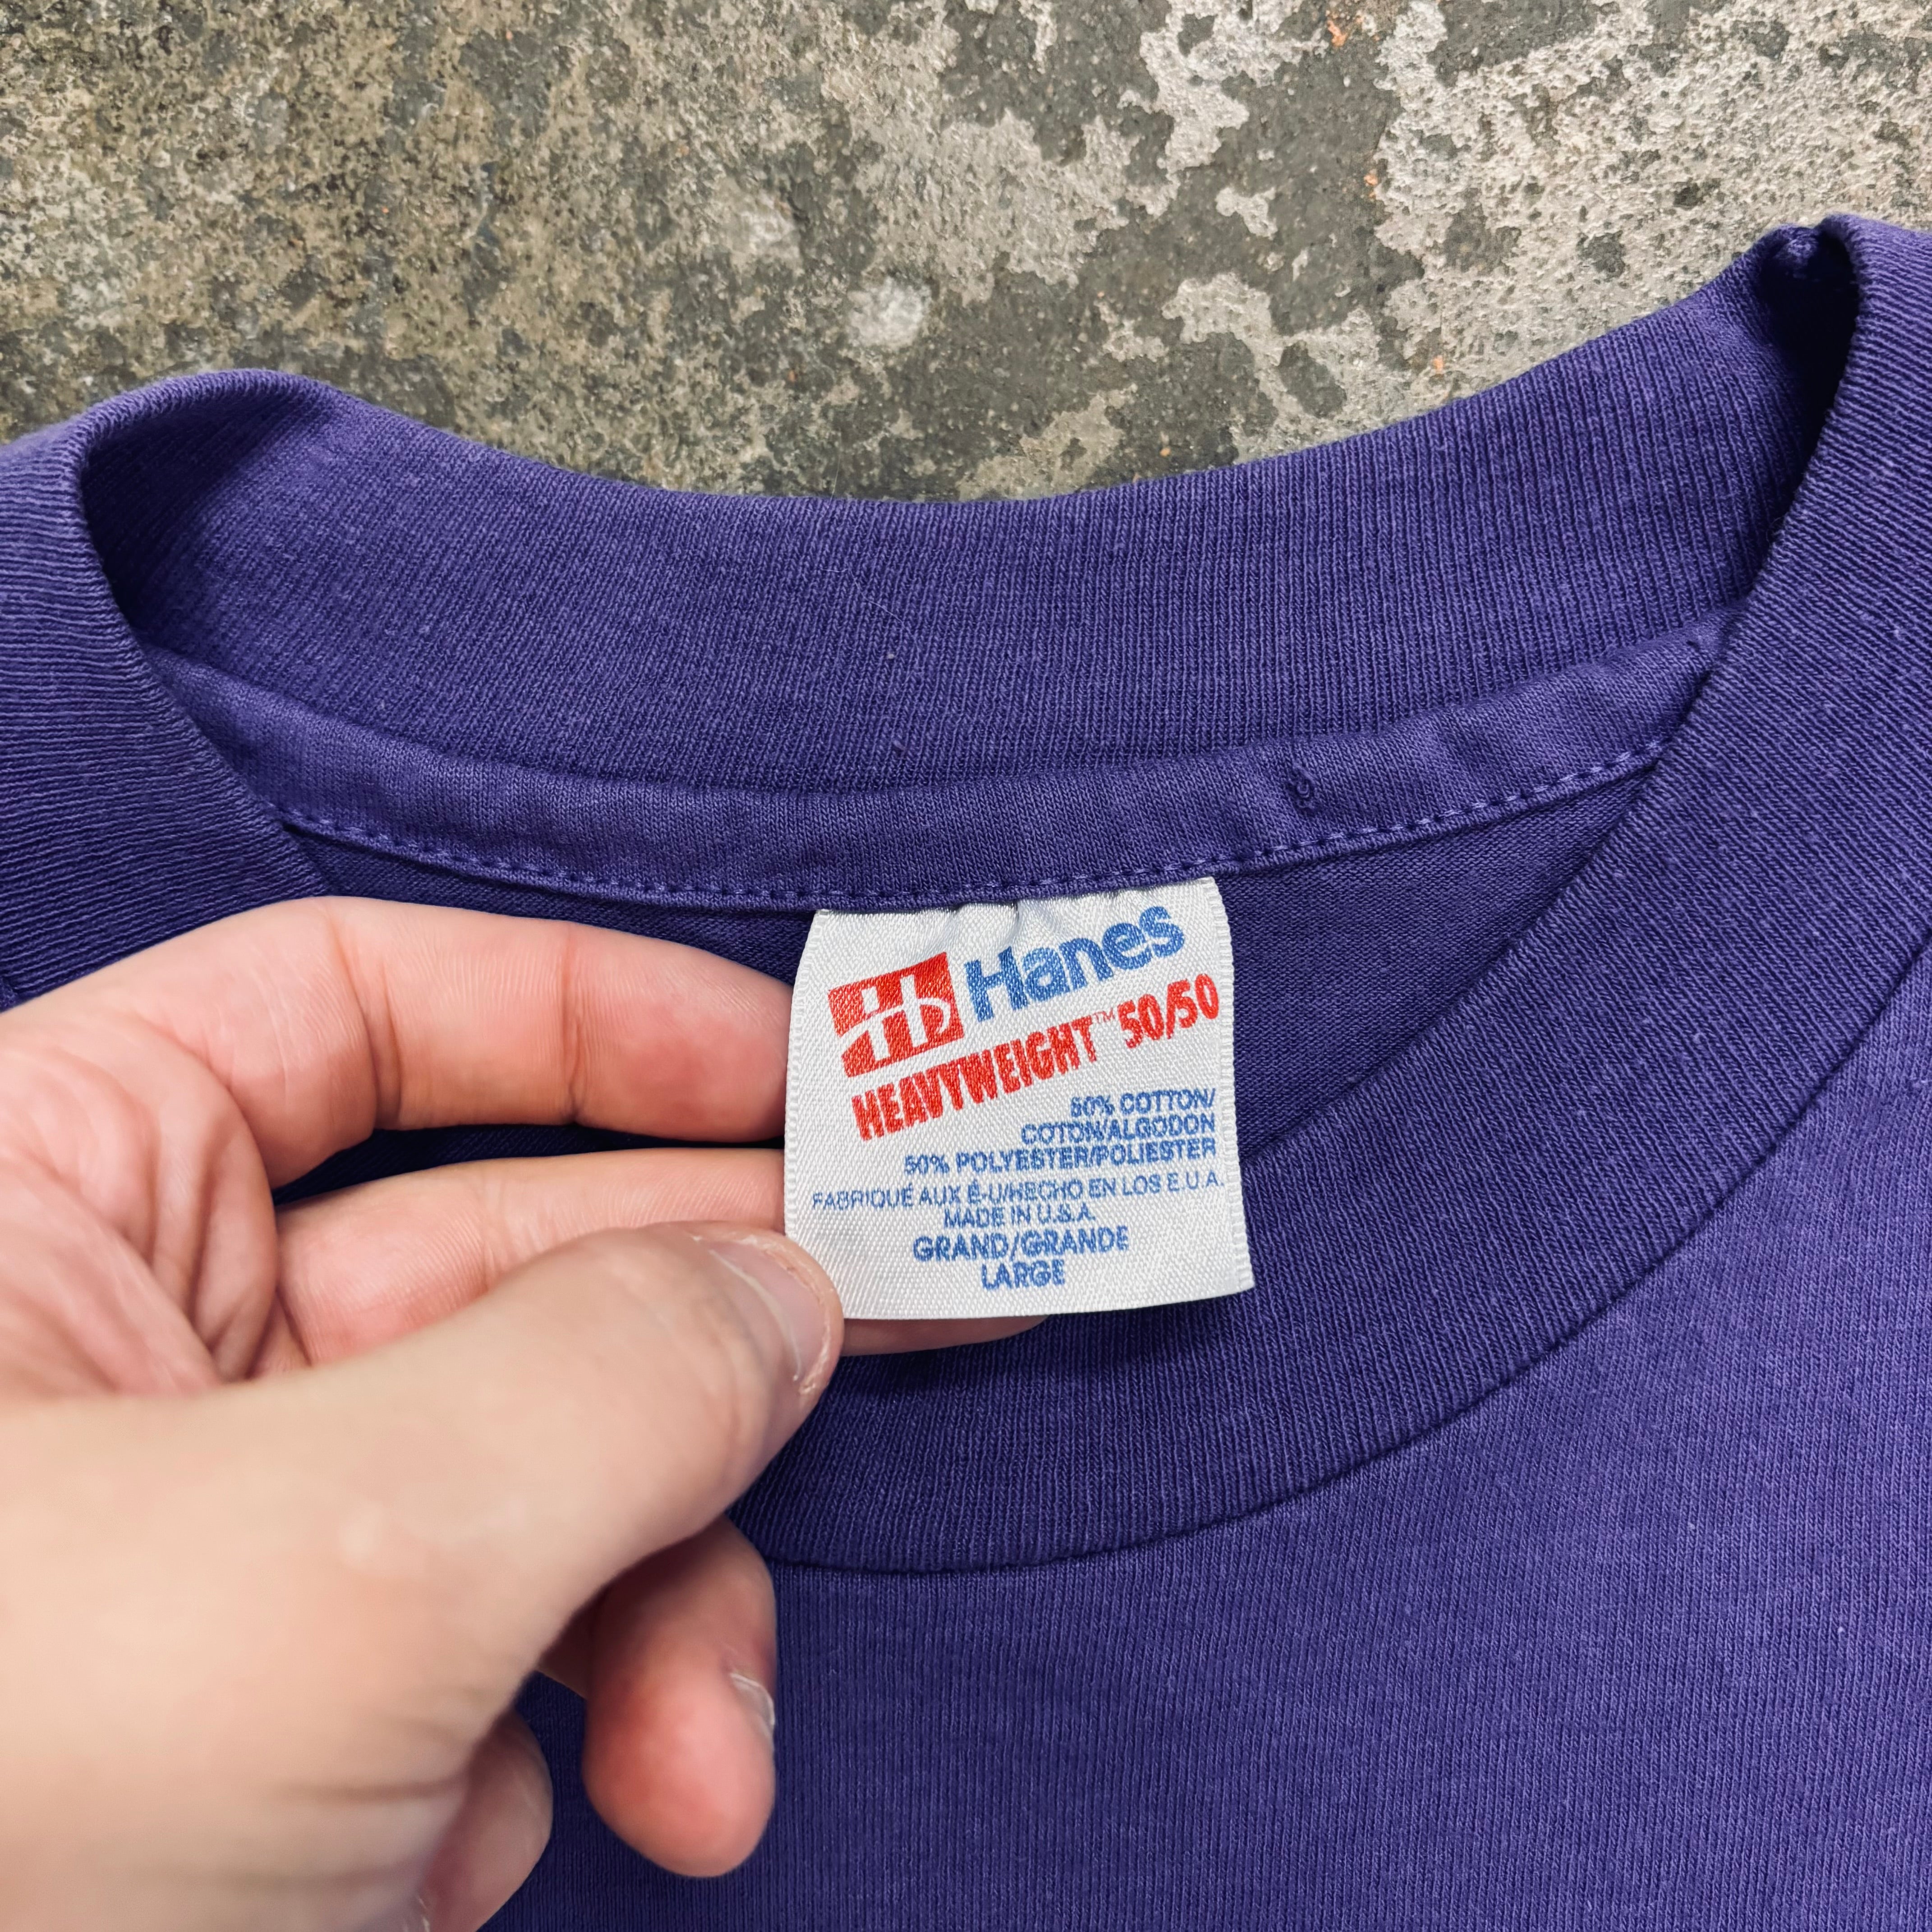 Hanes
HEAVYWEIGHT™ 50/50
50% COTTON/
COTON/ALGODON
50% POLYESTER/POLIESTER
FABRIQUÉ AUX É-U/HECHO EN LOS E.U.A.
MADE IN U.S.A.
GRAND/GRANDE
LARGE